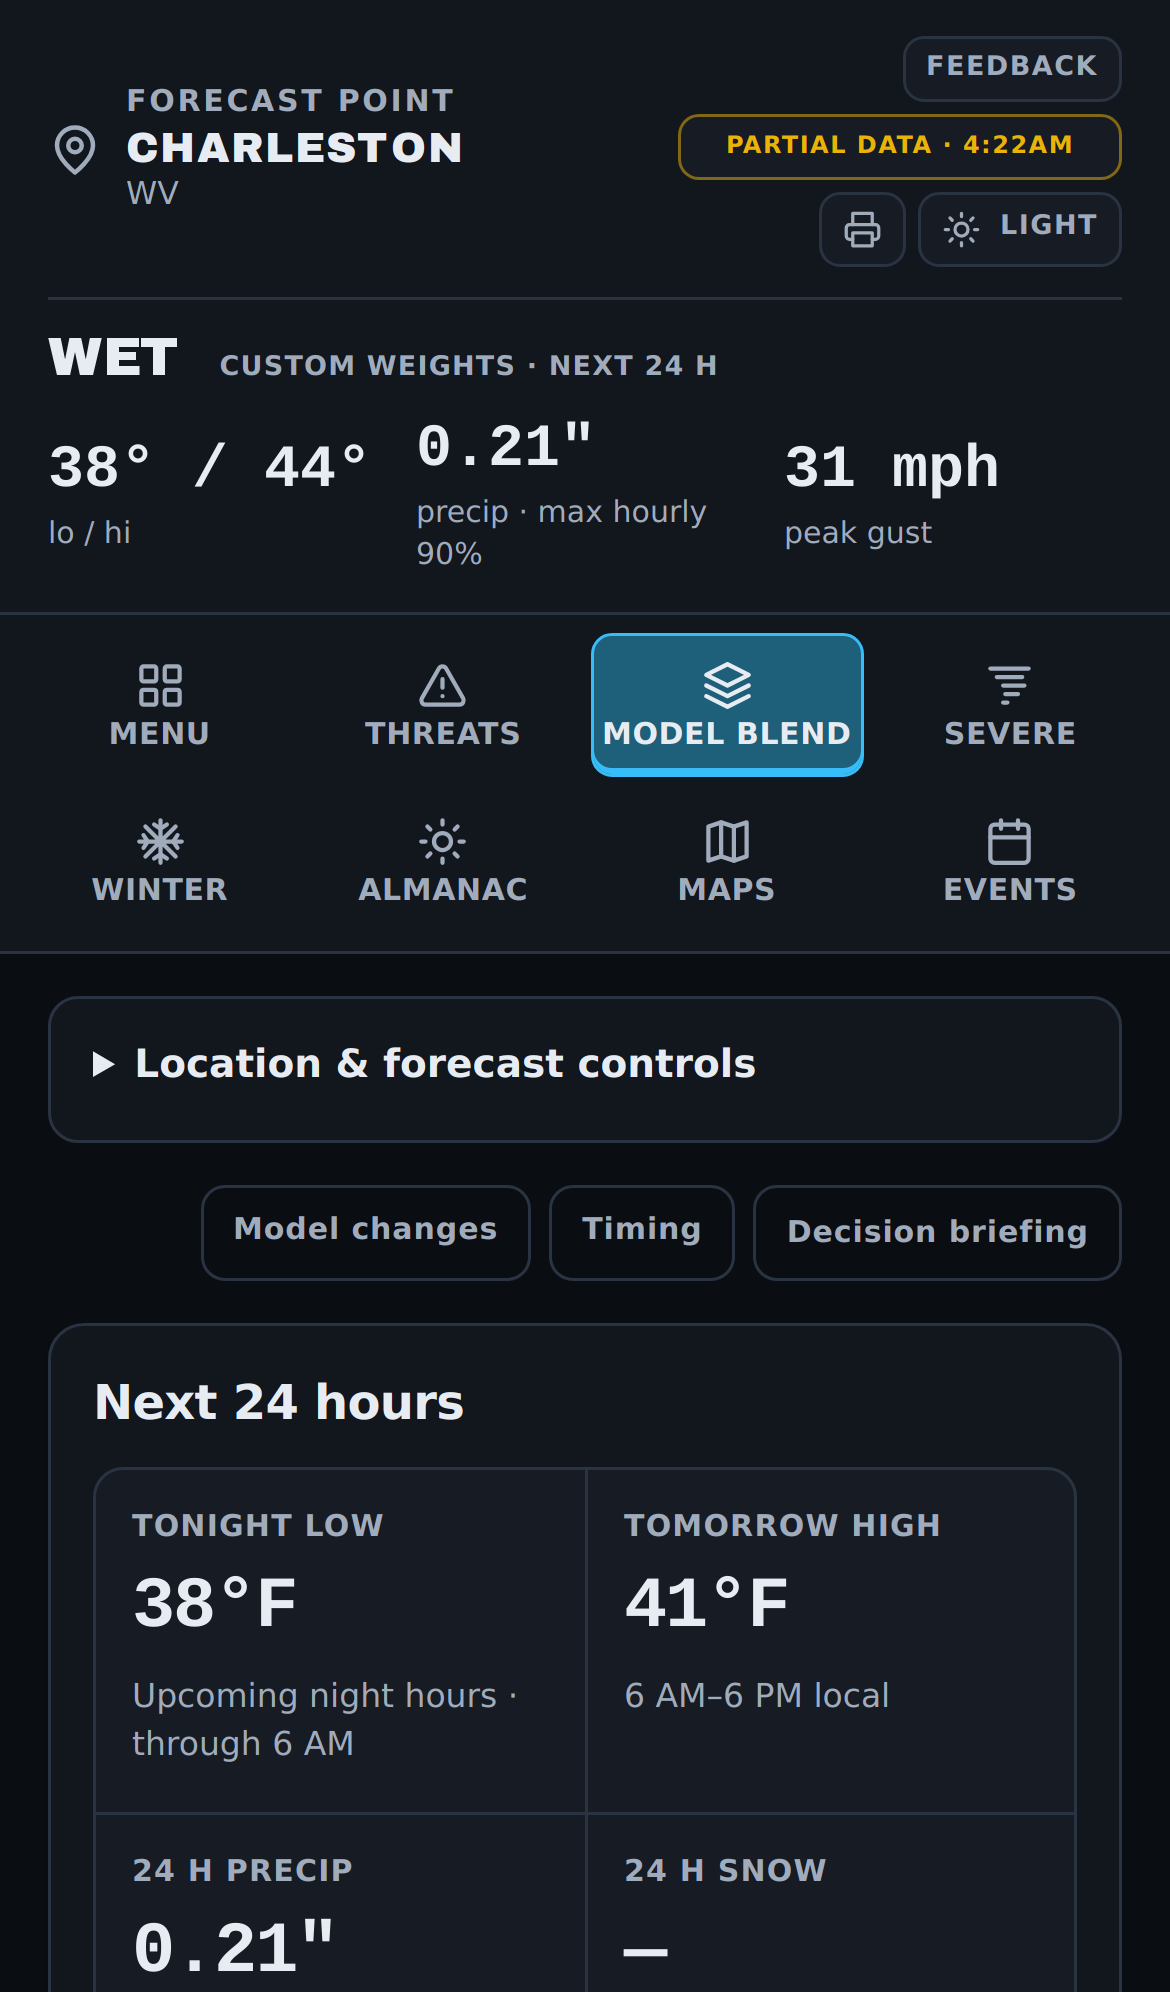 FORECAST POINT
CHARLESTON
WV
FEEDBACK
PARTIAL DATA · 4:22AM
LIGHT
WET CUSTOM WEIGHTS · NEXT 24 H
38° / 44°
lo / hi
0.21"
precip · max hourly
90%
31 mph
peak gust
MENU
THREATS
MODEL BLEND
SEVERE
WINTER
ALMANAC
MAPS
EVENTS
Location & forecast controls
Model changes
Timing
Decision briefing
Next 24 hours
TONIGHT LOW
38°F
Upcoming night hours ·
through 6 AM
TOMORROW HIGH
41°F
6 AM–6 PM local
24 H PRECIP
0.21"
24 H SNOW
—